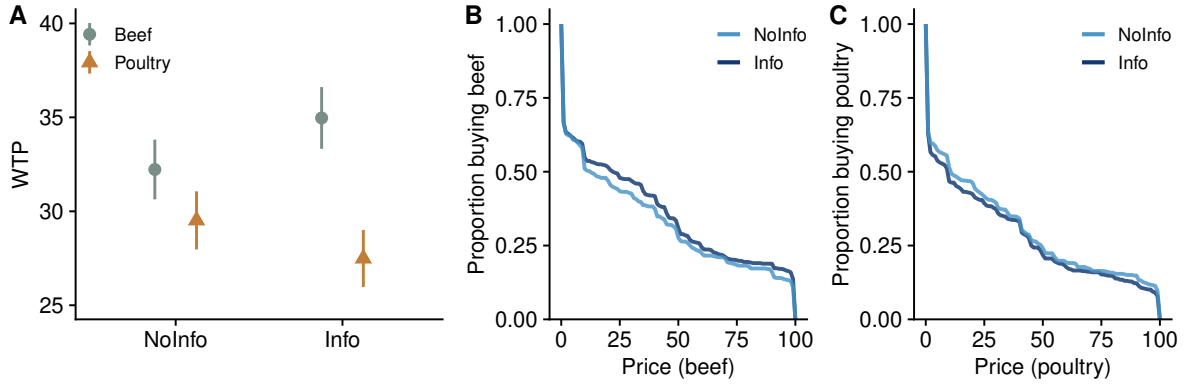 A
WTP
40
35
30
25
Beef
Poultry
NoInfo
Info
B
Proportion buying beef
1.00
0.75
0.50
0.25
0.00
NoInfo
Info
0
25
50
75
100
Price (beef)
C
Proportion buying poultry
1.00
0.75
0.50
0.25
0.00
NoInfo
Info
0
25
50
75
100
Price (poultry)